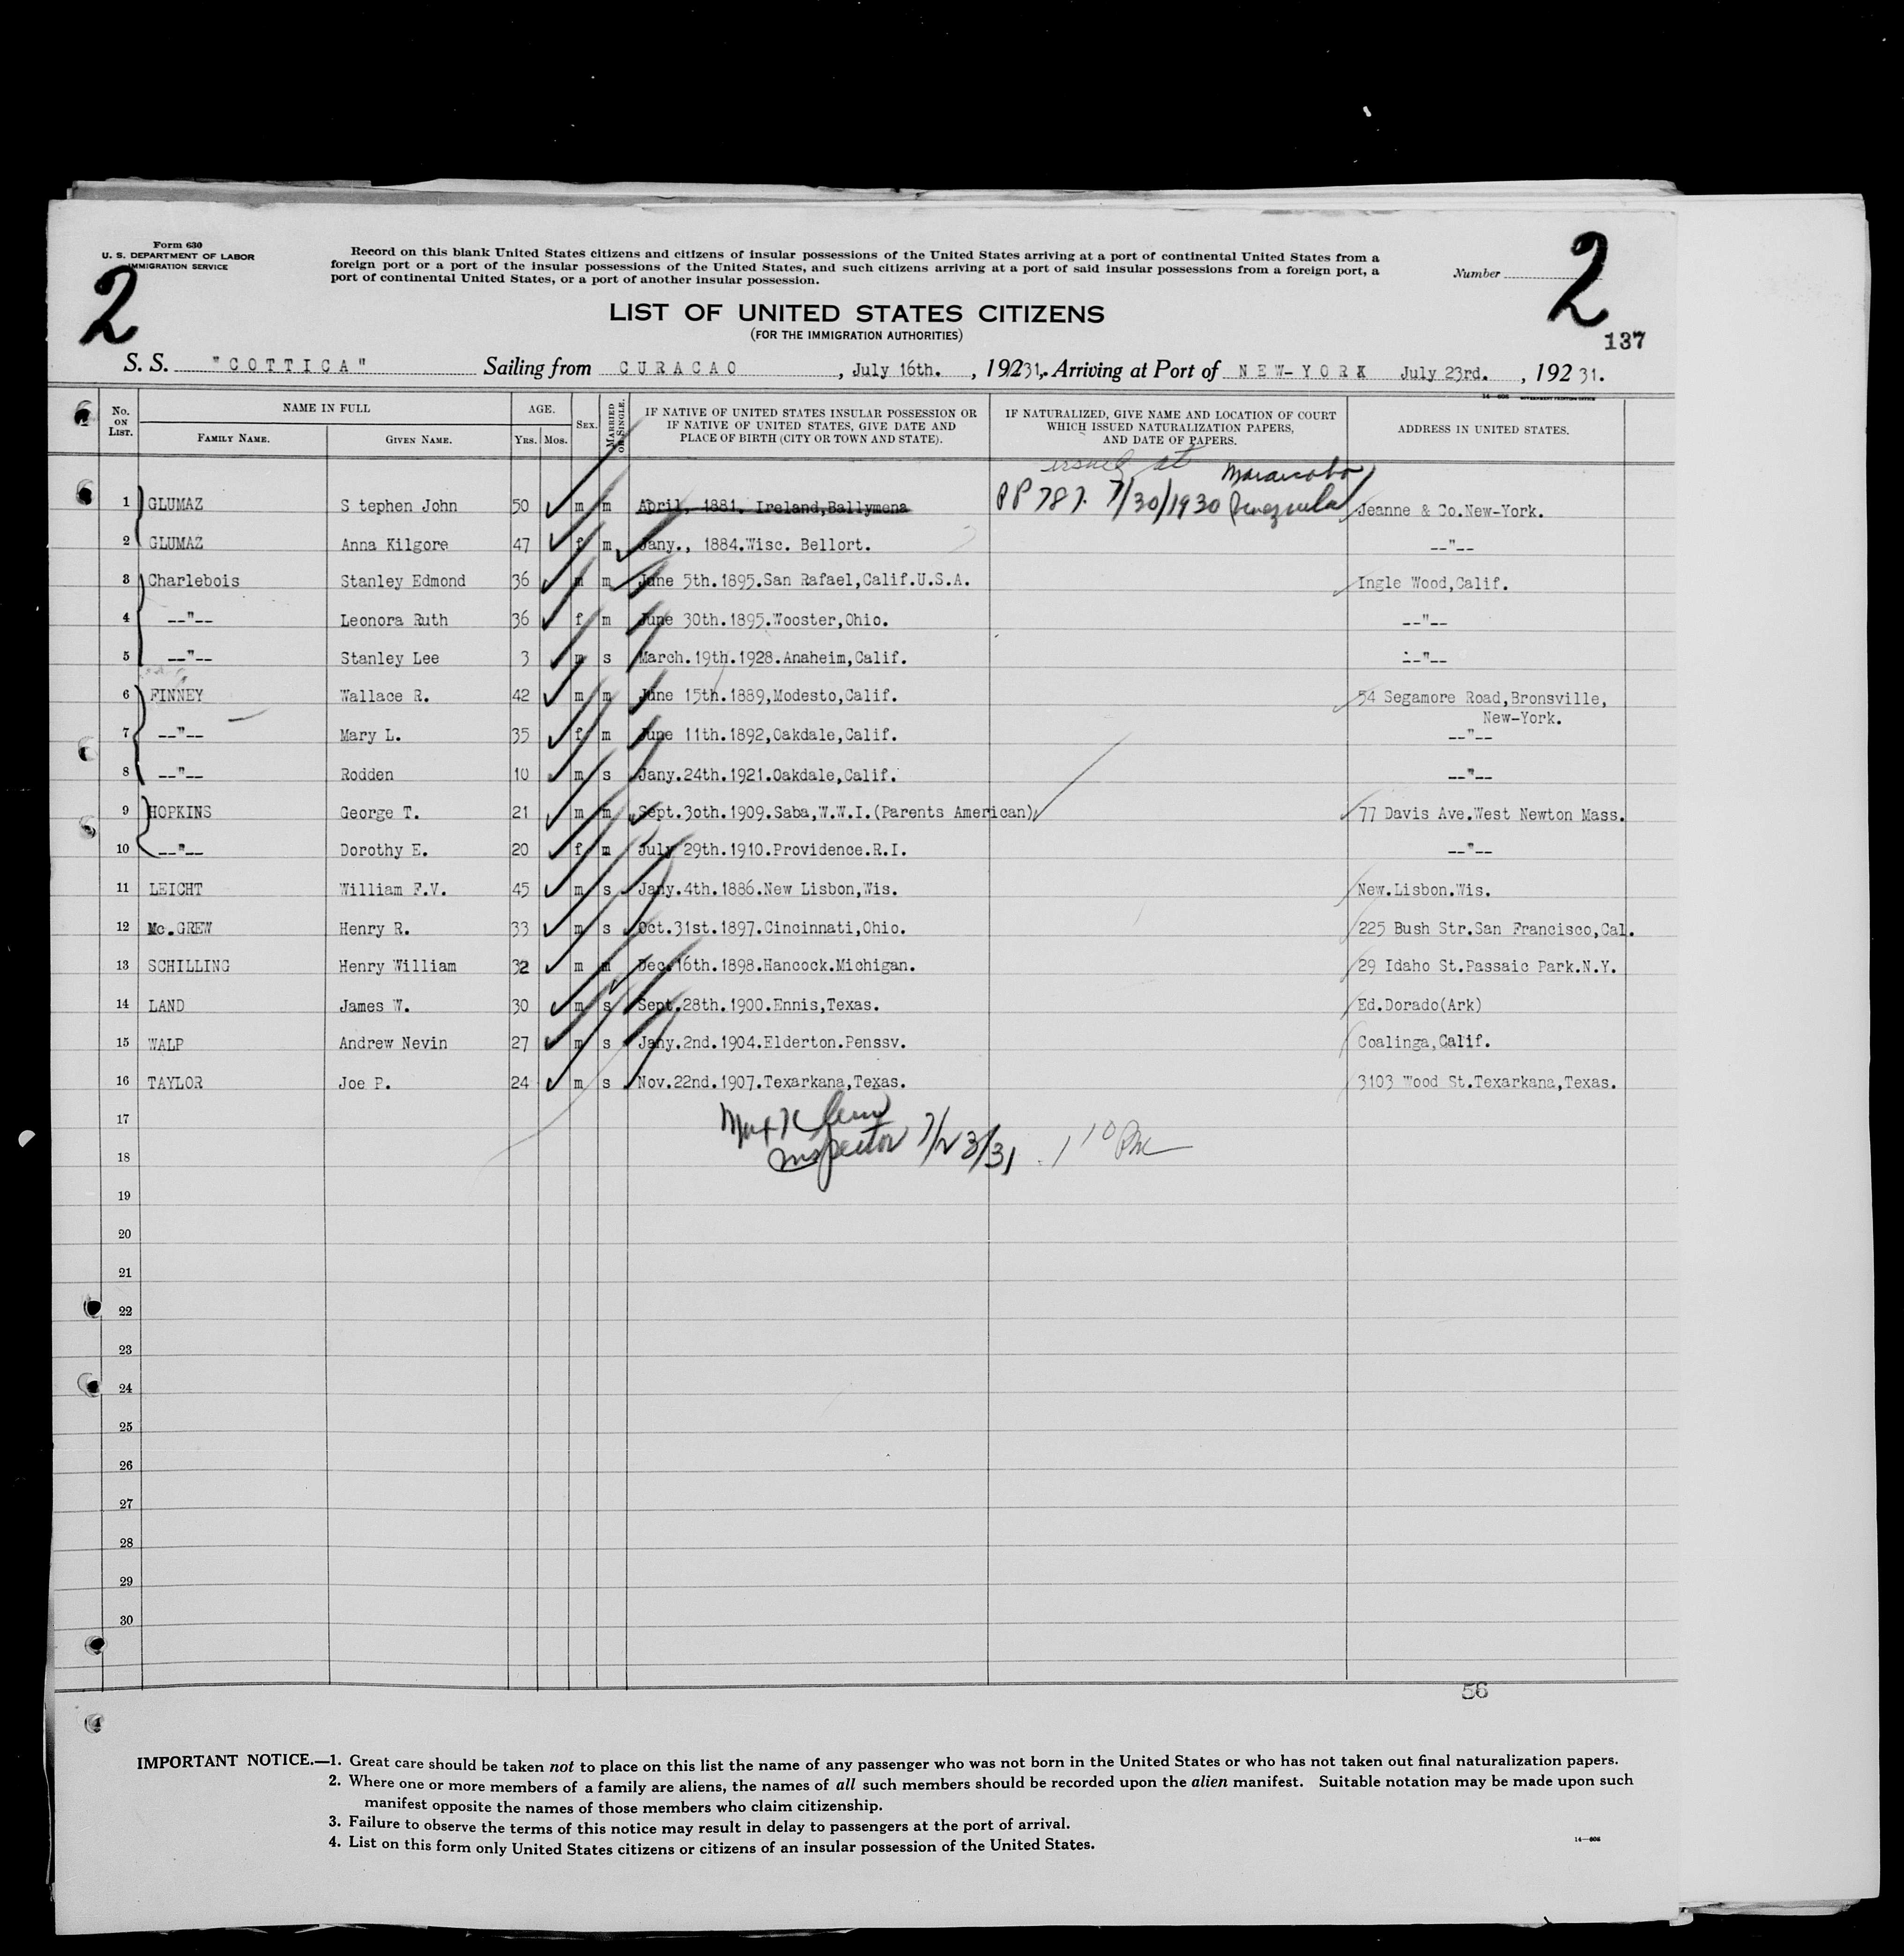 Form 630
U. S. DEPARTMENT OF LABOR
IMMIGRATION SERVICE
2
Record on this blank United States citizens and citizens of insular possessions of the United States arriving at a port of continental United States from a
foreign port or a port of the insular possessions of the United States, and such citizens arriving at a port of said insular possessions from a foreign port, a
port of continental United States, or a port of another insular possession.
Number
2
137
LIST OF UNITED STATES CITIZENS
(FOR THE IMMIGRATION AUTHORITIES)
S. S. "COTTICA" Sailing from CURACAO, July 16th., 19231. Arriving at Port of NEW-YORK July 23rd., 192 31.
14—608 GOVERNMENT PRINTING OFFICE
No. ON LIST. NAME IN FULL FAMILY NAME. GIVEN NAME. AGE. YRS. MOS. SEX. MARRIED OR SINGLE. IF NATIVE OF UNITED STATES INSULAR POSSESSION OR IF NATIVE OF UNITED STATES, GIVE DATE AND PLACE OF BIRTH (CITY OR TOWN AND STATE). IF NATURALIZED, GIVE NAME AND LOCATION OF COURT WHICH ISSUED NATURALIZATION PAPERS, AND DATE OF PAPERS. ADDRESS IN UNITED STATES.
issued at Maracaibo
1 GLUMAZ S tephen John 50 m m April, 1881. Ireland,Ballymena PP 787. 7/30/1930 Venezuela Jeanne & Co.New-York.
2 GLUMAZ Anna Kilgore 47 f m Jany., 1884.Wisc. Bellort. --"--
3 Charlebois Stanley Edmond 36 m m June 5th.1895.San Rafael,Calif.U.S.A. Ingle Wood,Calif.
4 --"-- Leonora Ruth 36 f m June 30th.1895.Wooster,Ohio. --"--
5 --"-- Stanley Lee 3 m s March.19th.1928.Anaheim,Calif. --"--
6 FINNEY Wallace R. 42 m m June 15th.1889,Modesto,Calif. 54 Segamore Road,Bronsville,
New-York.
7 --"-- Mary L. 35 f m June 11th.1892,Oakdale,Calif. --"--
8 --"-- Rodden 10 m s Jany.24th.1921.Oakdale,Calif. --"--
9 HOPKINS George T. 21 m m Sept.3oth.1909.Saba,W.W.I.(Parents American) 77 Davis Ave.West Newton Mass.
10 --"-- Dorothy E. 20 f m July 29th.1910.Providence.R.I. --"--
11 LEICHT William F.V. 45 m s Jany.4th.1886.New Lisbon,Wis. New.Lisbon.Wis.
12 Mc.GREW Henry R. 33 m s Oct.31st.1897.Cincinnati,Ohio. 225 Bush Str.San Francisco,Cal.
13 SCHILLING Henry William 32 m m Dec.16th.1898.Hancock.Michigan. 29 Idaho St.Passaic Park.N.Y.
14 LAND James W. 30 m s Sept.28th.1900.Ennis,Texas. Ed.Dorado(Ark)
15 WALP Andrew Nevin 27 m s Jany.2nd.1904.Elderton.Penssv. Coalinga,Calif.
16 TAYLOR Joe P. 24 m s Nov.22nd.1907.Texarkana,Texas. 3103 Wood St.Texarkana,Texas.
17
Inspector 7/23/31 . 1 10 PM
18
19
20
21
22
23
24
25
26
27
28
29
30
56
IMPORTANT NOTICE.—1. Great care should be taken not to place on this list the name of any passenger who was not born in the United States or who has not taken out final naturalization papers.
2. Where one or more members of a family are aliens, the names of all such members should be recorded upon the alien manifest. Suitable notation may be made upon such
manifest opposite the names of those members who claim citizenship.
3. Failure to observe the terms of this notice may result in delay to passengers at the port of arrival.
4. List on this form only United States citizens or citizens of an insular possession of the United States.
14—608